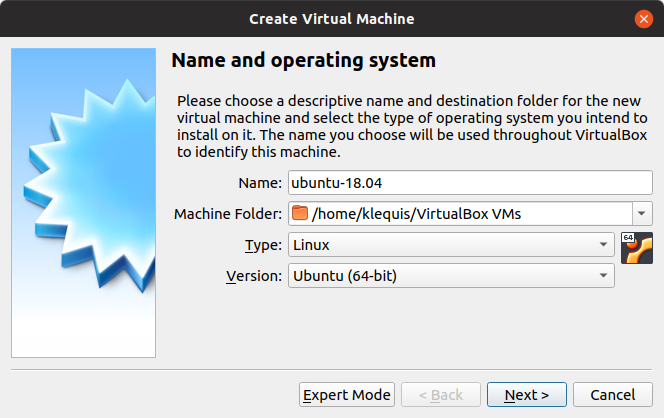 Create Virtual Machine
Name and operating system
Please choose a descriptive name and destination folder for the new
virtual machine and select the type of operating system you intend to
install on it. The name you choose will be used throughout VirtualBox
to identify this machine.
Name: ubuntu-18.04
Machine Folder: /home/klequis/VirtualBox VMs
Type: Linux
64
Version: Ubuntu (64-bit)
Expert Mode < Back Next > Cancel